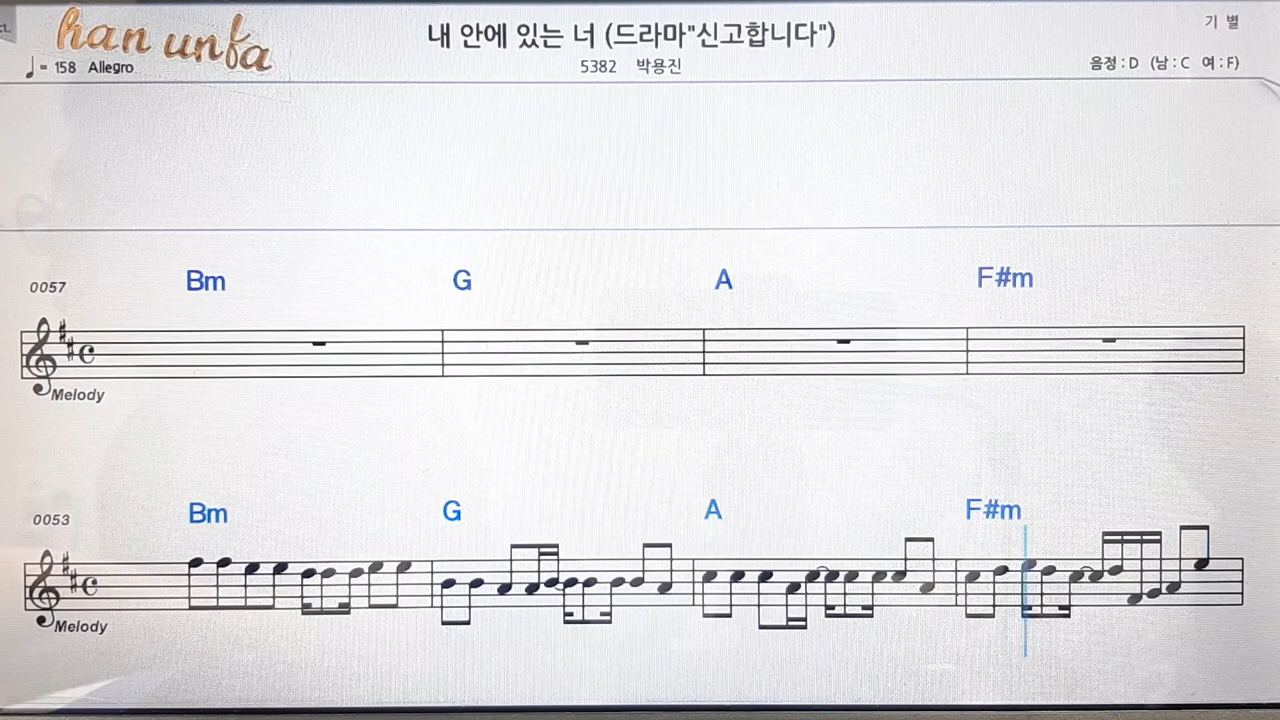 han unfa
내 안에 있는 너 (드라마"신고합니다")
기 별
♩= 158 Allegro
5382 박용진
음정 : D (남 : C 여 : F)
0057 Bm G A F#m
Melody
0053 Bm G A F#m
Melody